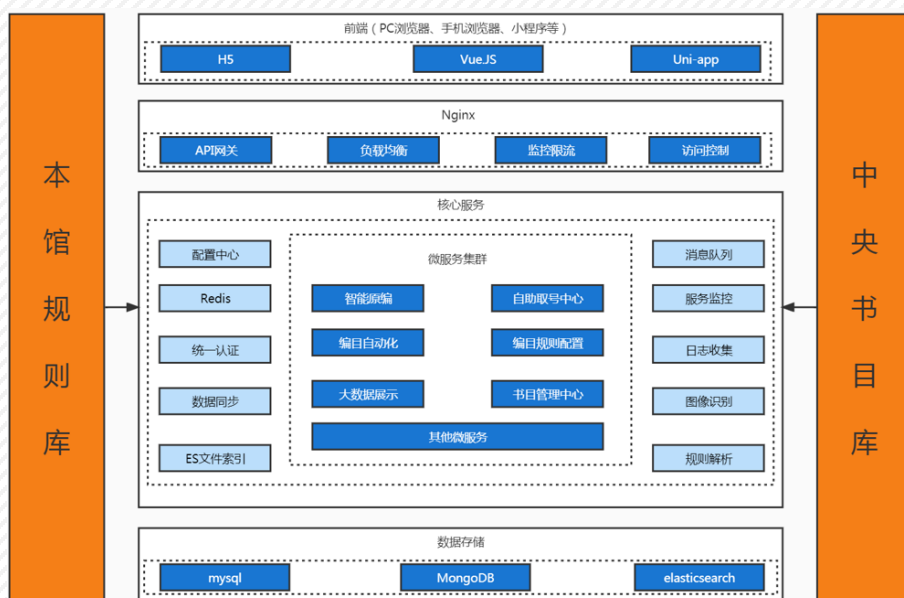 本馆规则库
前端（PC浏览器、手机浏览器、小程序等）
H5
Vue.JS
Uni-app
Nginx
API网关
负载均衡
监控限流
访问控制
核心服务
配置中心
Redis
统一认证
数据同步
ES文件索引
微服务集群
智能源编
自助取号中心
编目自动化
编目规则配置
大数据展示
书目管理中心
其他微服务
消息队列
服务监控
日志收集
图像识别
规则解析
数据存储
mysql
MongoDB
elasticsearch
中央书目库